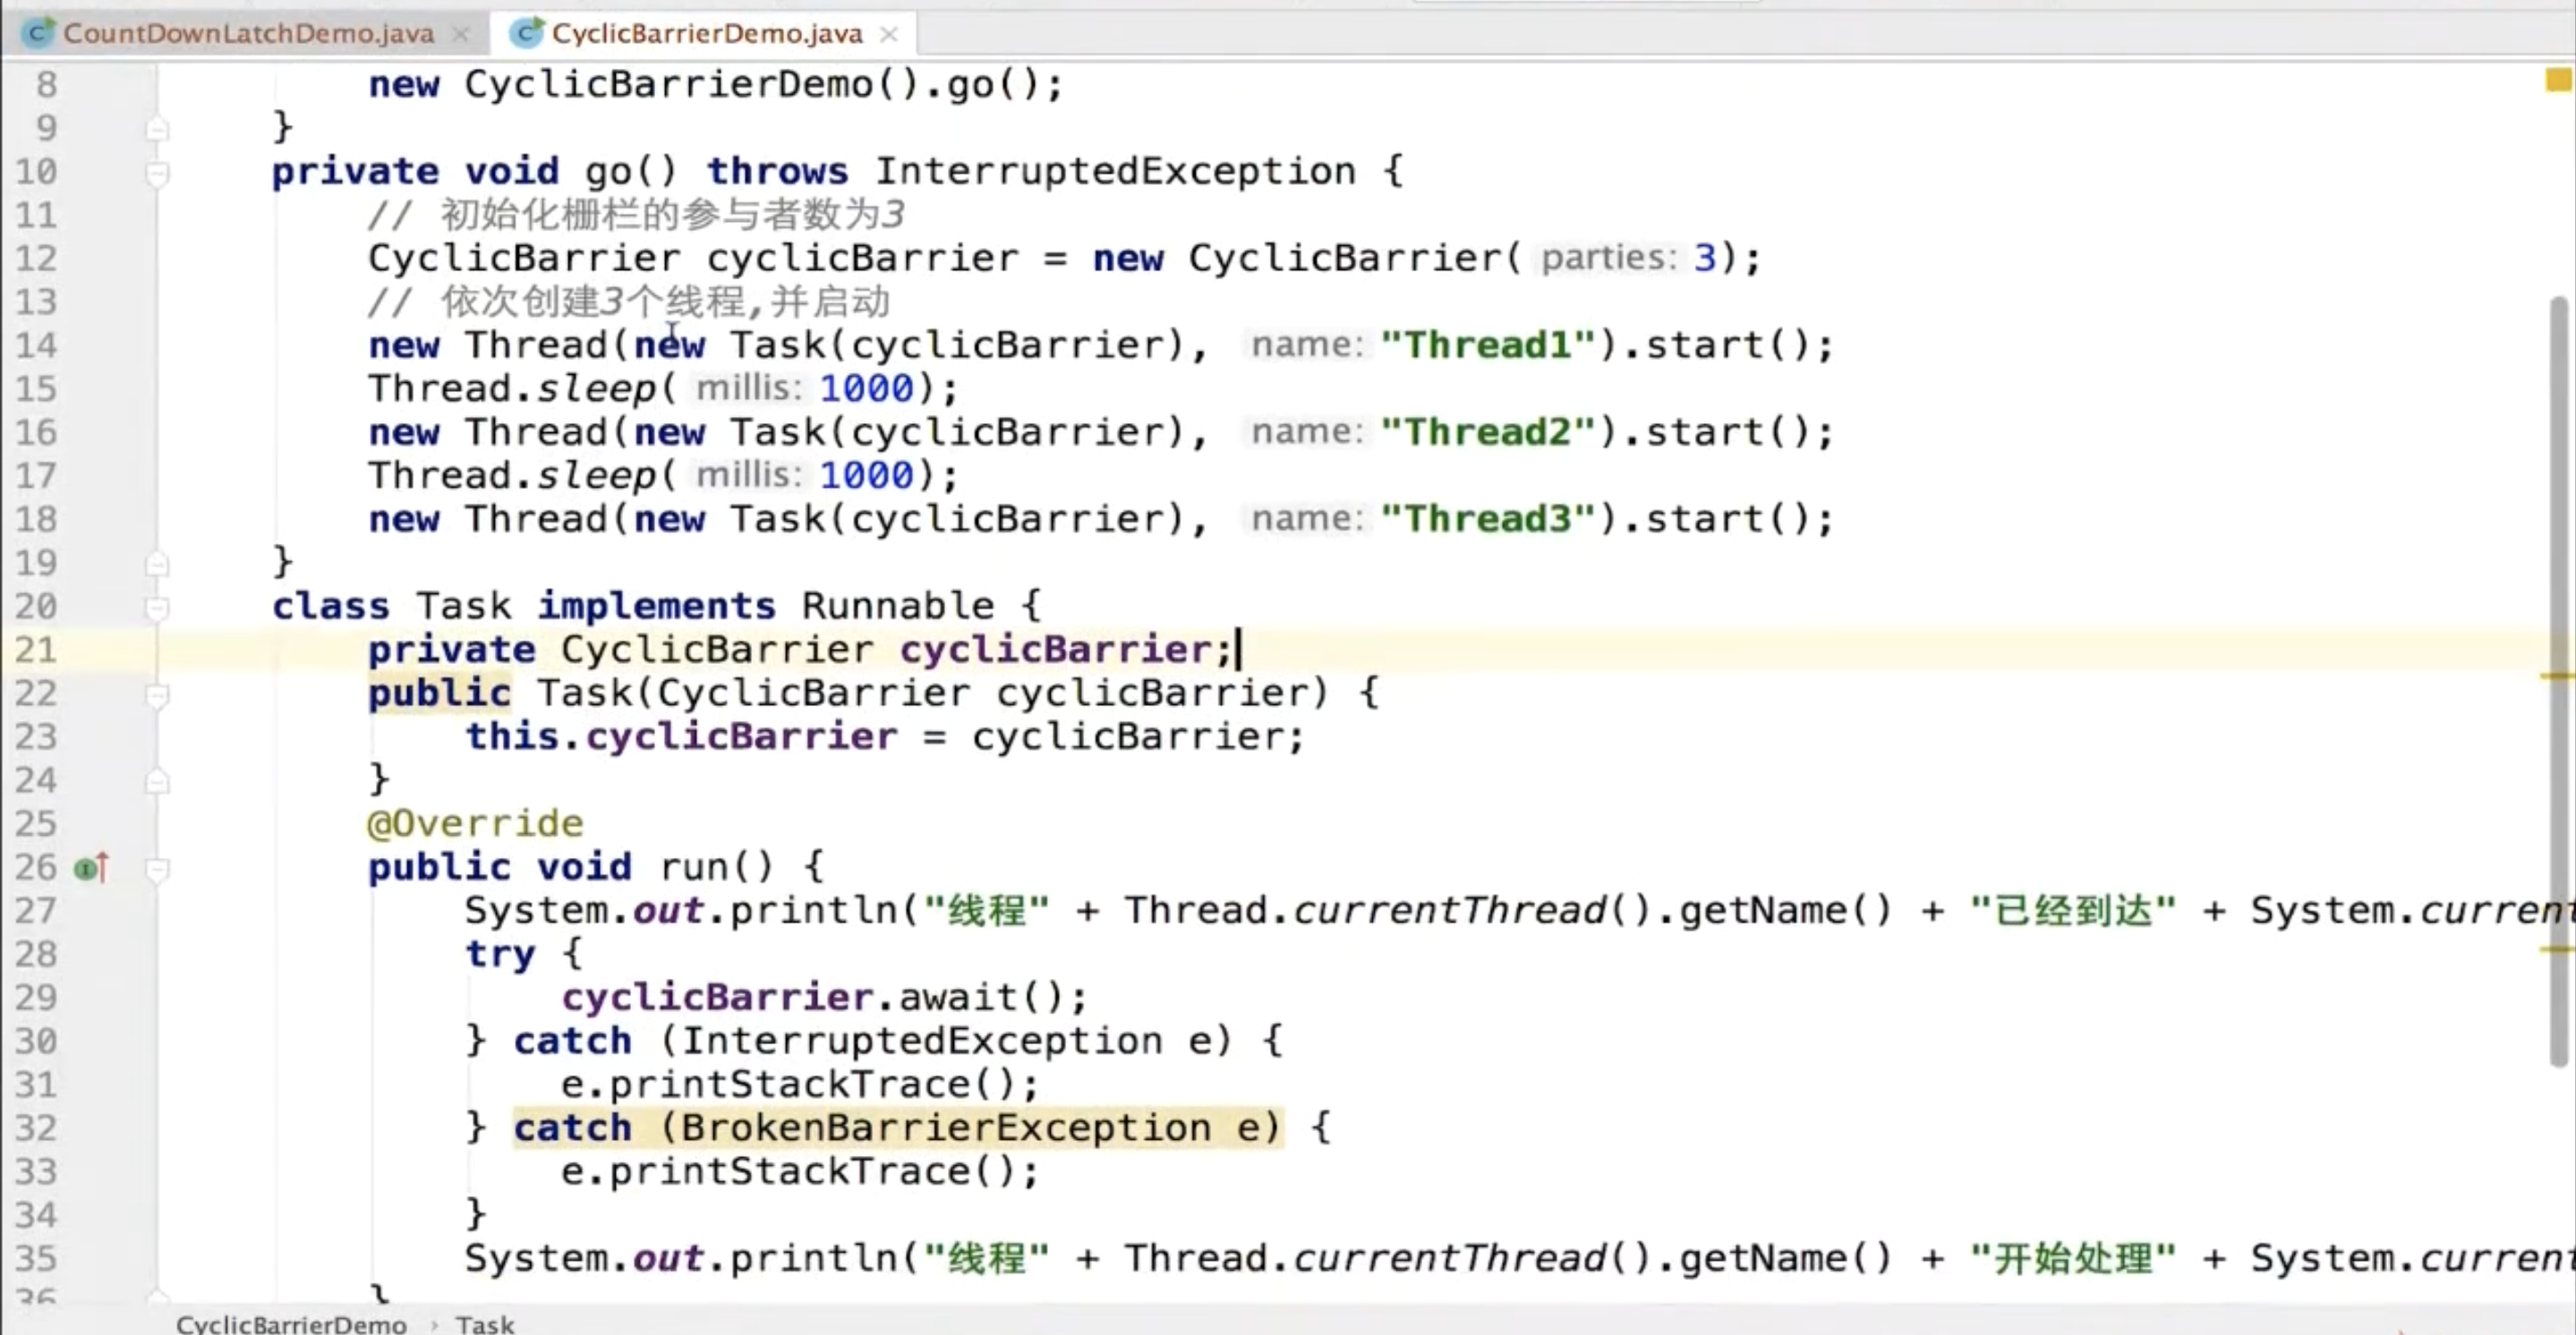 CountDownLatchDemo.java CyclicBarrierDemo.java
8 new CyclicBarrierDemo().go();
9 }
10 private void go() throws InterruptedException {
11 // 初始化栅栏的参与者数为3
12 CyclicBarrier cyclicBarrier = new CyclicBarrier( parties: 3);
13 // 依次创建3个线程,并启动
14 new Thread(new Task(cyclicBarrier), name: "Thread1").start();
15 Thread.sleep( millis: 1000);
16 new Thread(new Task(cyclicBarrier), name: "Thread2").start();
17 Thread.sleep( millis: 1000);
18 new Thread(new Task(cyclicBarrier), name: "Thread3").start();
19 }
20 class Task implements Runnable {
21 private CyclicBarrier cyclicBarrier;
22 public Task(CyclicBarrier cyclicBarrier) {
23 this.cyclicBarrier = cyclicBarrier;
24 }
25 @Override
26 public void run() {
27 System.out.println("线程" + Thread.currentThread().getName() + "已经到达" + System.current
28 try {
29 cyclicBarrier.await();
30 } catch (InterruptedException e) {
31 e.printStackTrace();
32 } catch (BrokenBarrierException e) {
33 e.printStackTrace();
34 }
35 System.out.println("线程" + Thread.currentThread().getName() + "开始处理" + System.current
36 }
CyclicBarrierDemo › Task